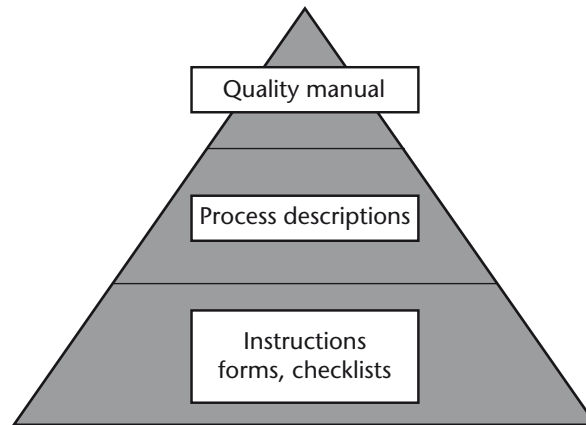 Quality manual
Process descriptions
Instructions
forms, checklists